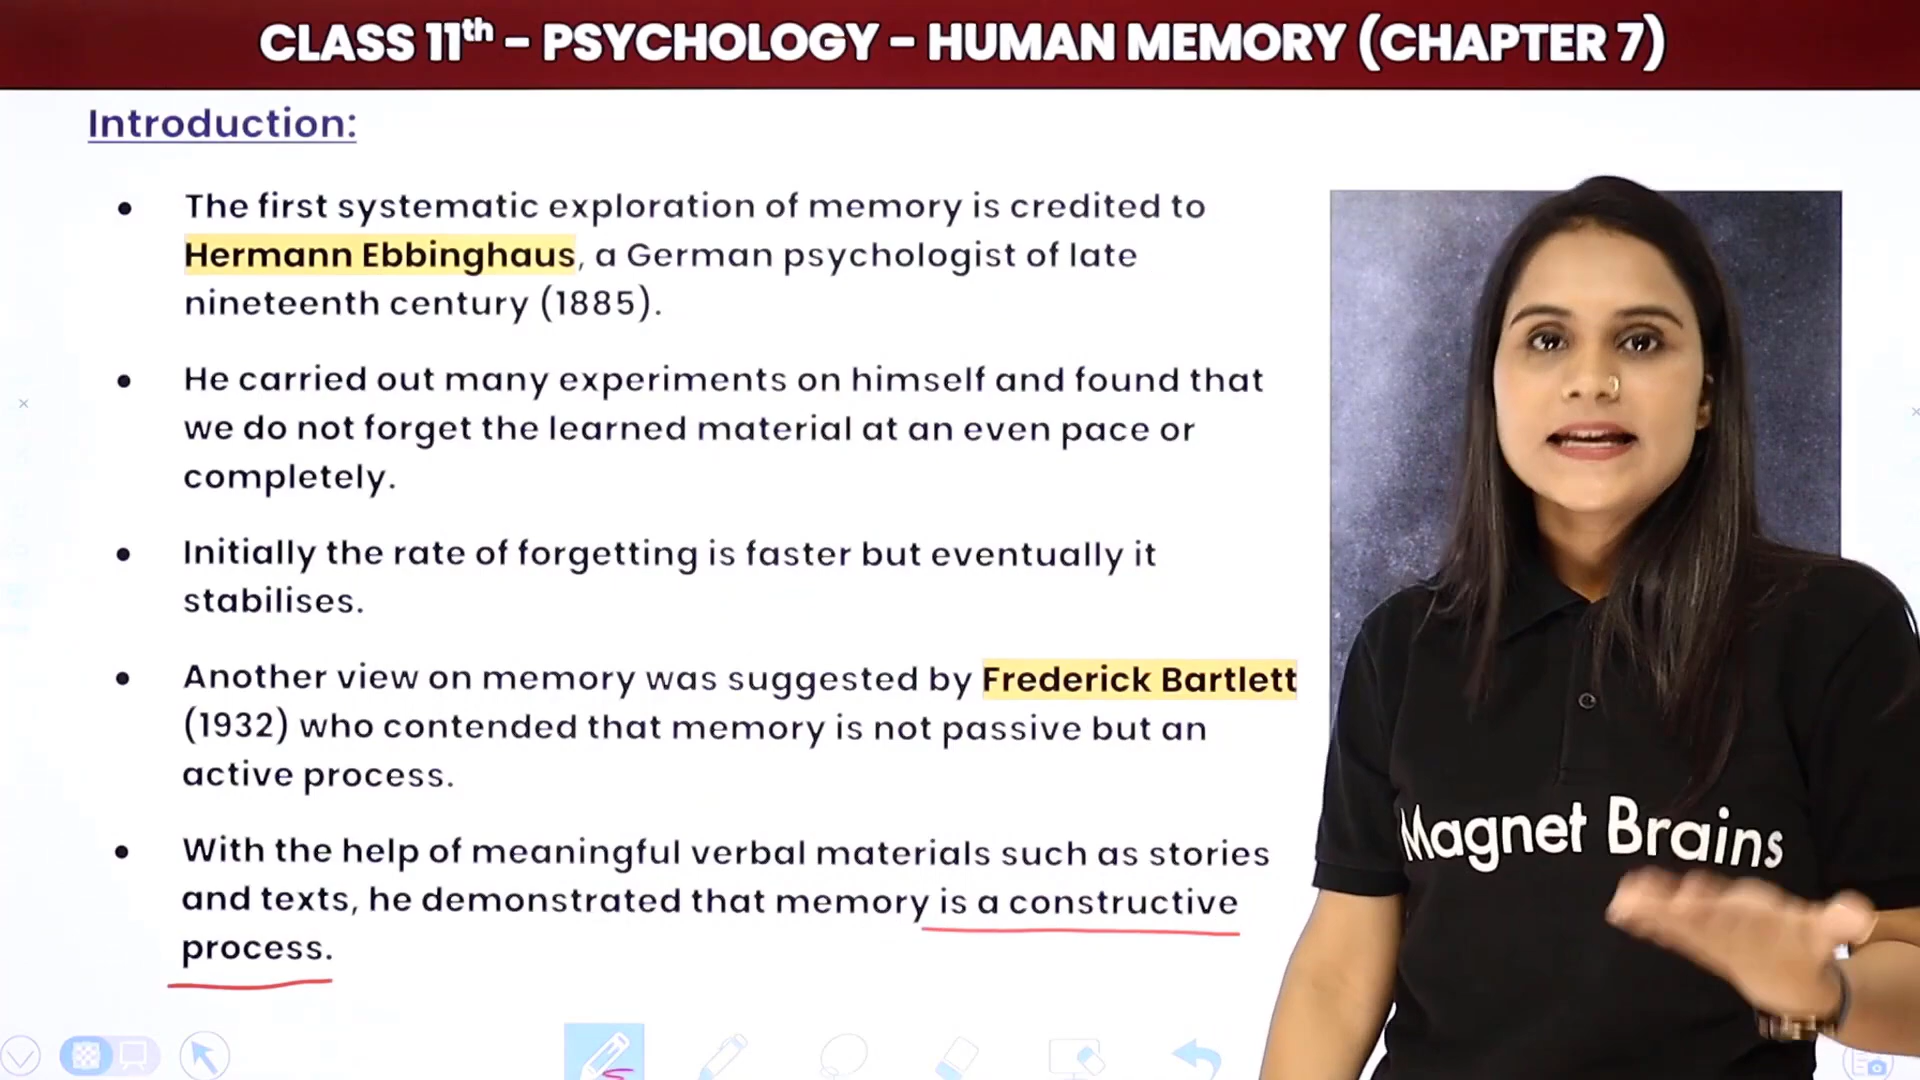 CLASS 11th - PSYCHOLOGY - HUMAN MEMORY (CHAPTER 7)
Introduction:
• The first systematic exploration of memory is credited to
Hermann Ebbinghaus, a German psychologist of late
nineteenth century (1885).
• He carried out many experiments on himself and found that
we do not forget the learned material at an even pace or
completely.
• Initially the rate of forgetting is faster but eventually it
stabilises.
• Another view on memory was suggested by Frederick Bartlett
(1932) who contended that memory is not passive but an
active process.
• With the help of meaningful verbal materials such as stories
and texts, he demonstrated that memory is a constructive
process.
Magnet Brains